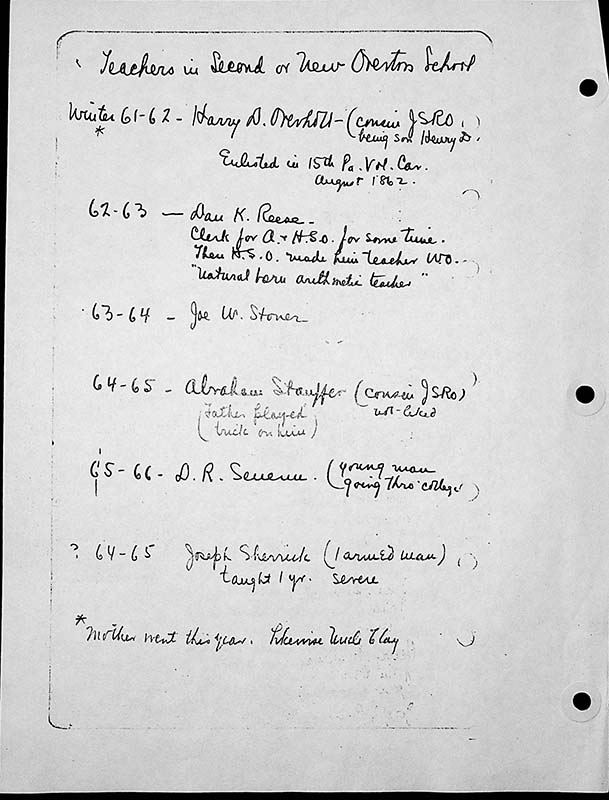 Teachers in Second or New Overton School
Winter 61-62 - Harry D. Overholt - (cousin JSRO,
* being son Henry D.)
Enlisted in 15th Pa. Vol. Cav.
August 1862.
62-63 — Dan K. Reese -
Clerk for A. + H.S.O. for some time.
Then H.S.O. made him teacher WO.
"Natural born arithmetic teacher"
63-64 - Joe W. Stoner
64-65 - Abraham Stauffer (cousin JSRO)
(Father played not liked
trick on him)
65-66 - D. R. (young man
going thro' college)
? 64-65 Joseph Sherrick (1 armed man)
taught 1 yr. severe
* Mother went this year. Likewise Uncle Clay